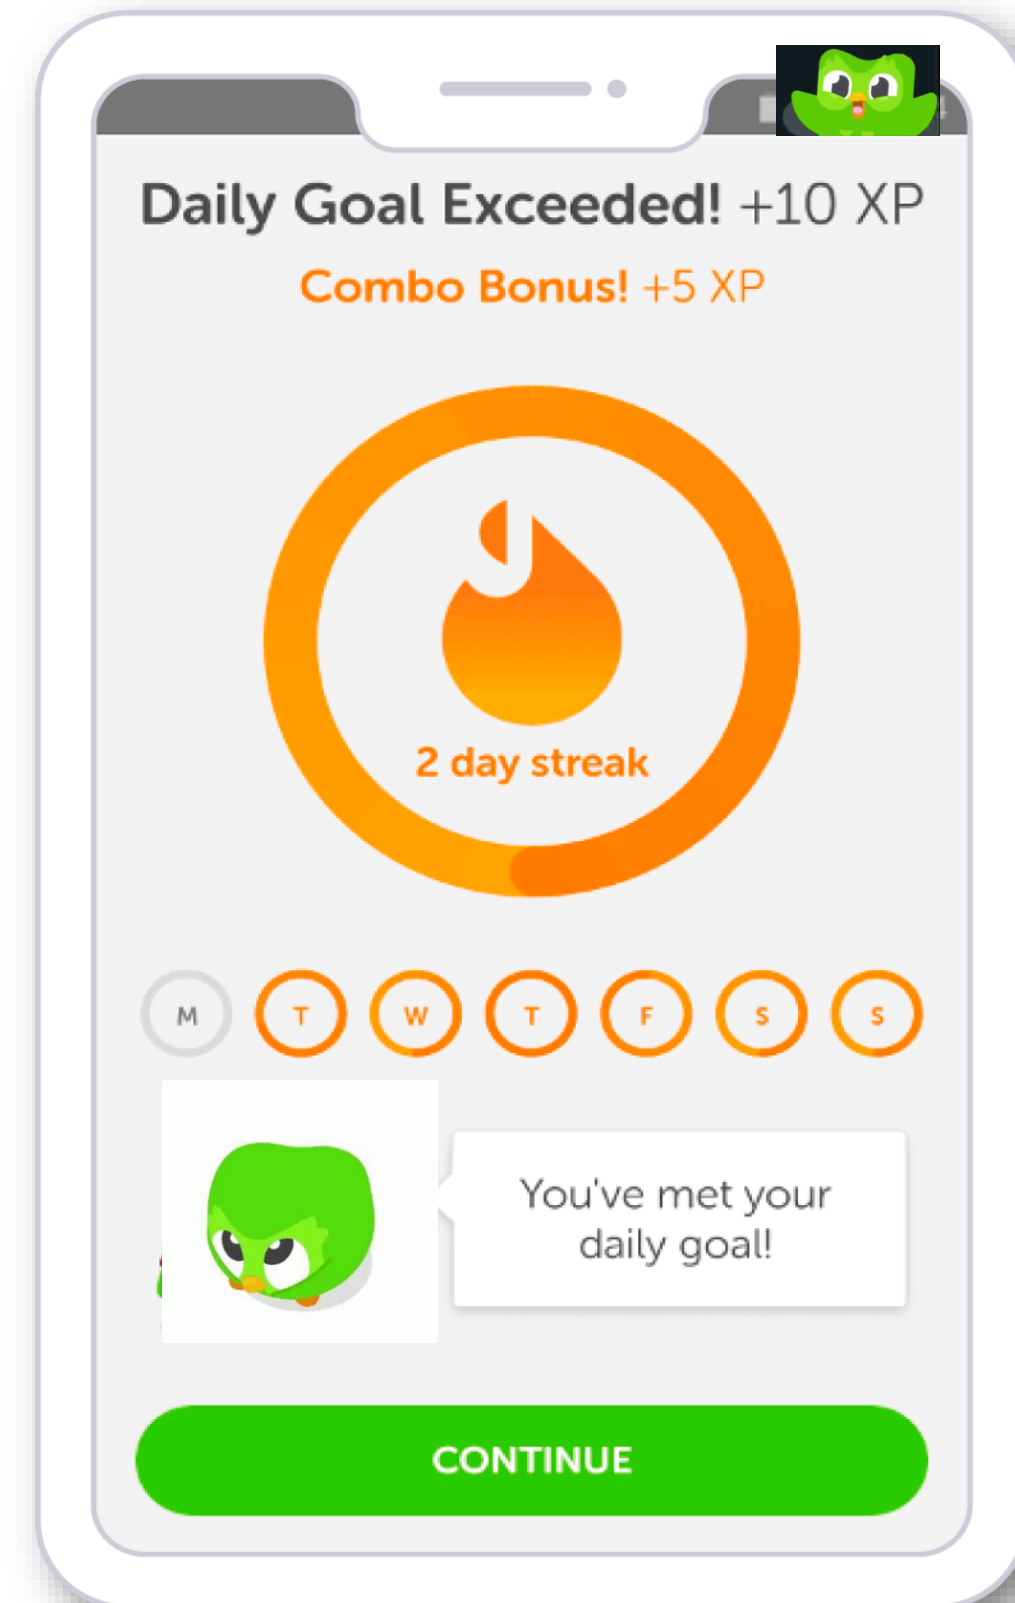 Daily Goal Exceeded! +10 XP
Combo Bonus! +5 XP
2 day streak
M T W T F S S
You've met your
daily goal!
CONTINUE